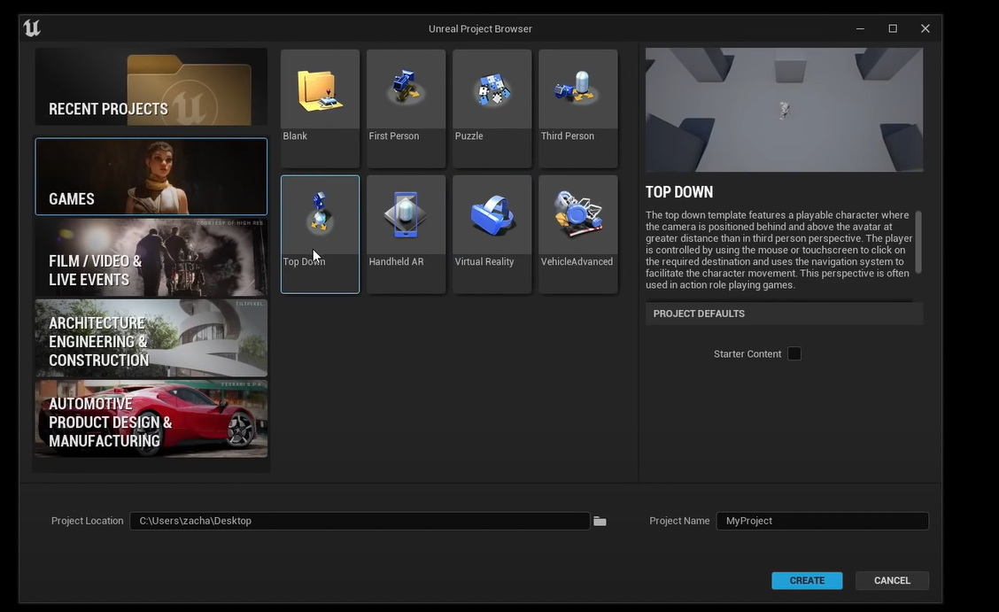 Unreal Project Browser
RECENT PROJECTS
GAMES
COURTESY OF HIGH RES
FILM / VIDEO &
LIVE EVENTS
TILTPIXEL
ARCHITECTURE
ENGINEERING &
CONSTRUCTION
FERRARI S.P.A.
AUTOMOTIVE
PRODUCT DESIGN &
MANUFACTURING
Blank
First Person
Puzzle
Third Person
Top Down
Handheld AR
Virtual Reality
VehicleAdvanced
TOP DOWN
The top down template features a playable character where
the camera is positioned behind and above the avatar at
greater distance than in third person perspective. The player
is controlled by using the mouse or touchscreen to click on
the required destination and uses the navigation system to
facilitate the character movement. This perspective is often
used in action role playing games.
PROJECT DEFAULTS
Starter Content
Project Location
C:\Users\zacha\Desktop
Project Name
MyProject
CREATE
CANCEL